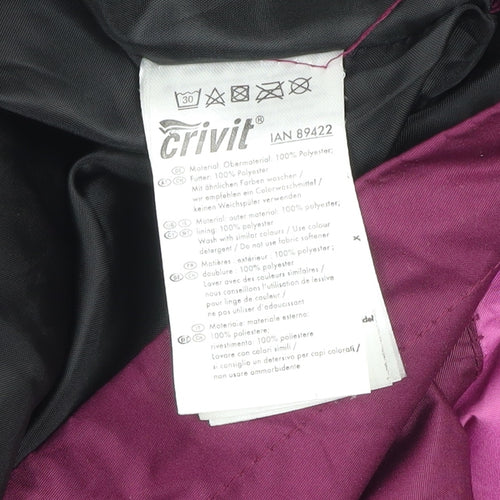 30
crivit® IAN 89422
DE Material: Obermaterial: 100% Polyester;
Futter: 100% Polyester
Mit ähnlichen Farben waschen /
wir empfehlen ein Colorwaschmittel /
keinen Weichspüler verwenden
Material: outer material: 100% polyester
lining: 100% polyester
Wash with similar colours / Use colour
detergent / Do not use fabric softener
Matières: extérieur : 100% polyester /
doublure : 100% polyester
Laver avec des couleurs similaires /
nous conseillons d'utilisation de lessive
pour linge de couleur /
ne pas utiliser d'adoucissant
Materiale: materiale esterno:
100% poliestere;
rivestimento: 100% poliestere
Lavare con colori simili /
si consiglia un detersivo per capi colorati /
non usare ammorbidente
del